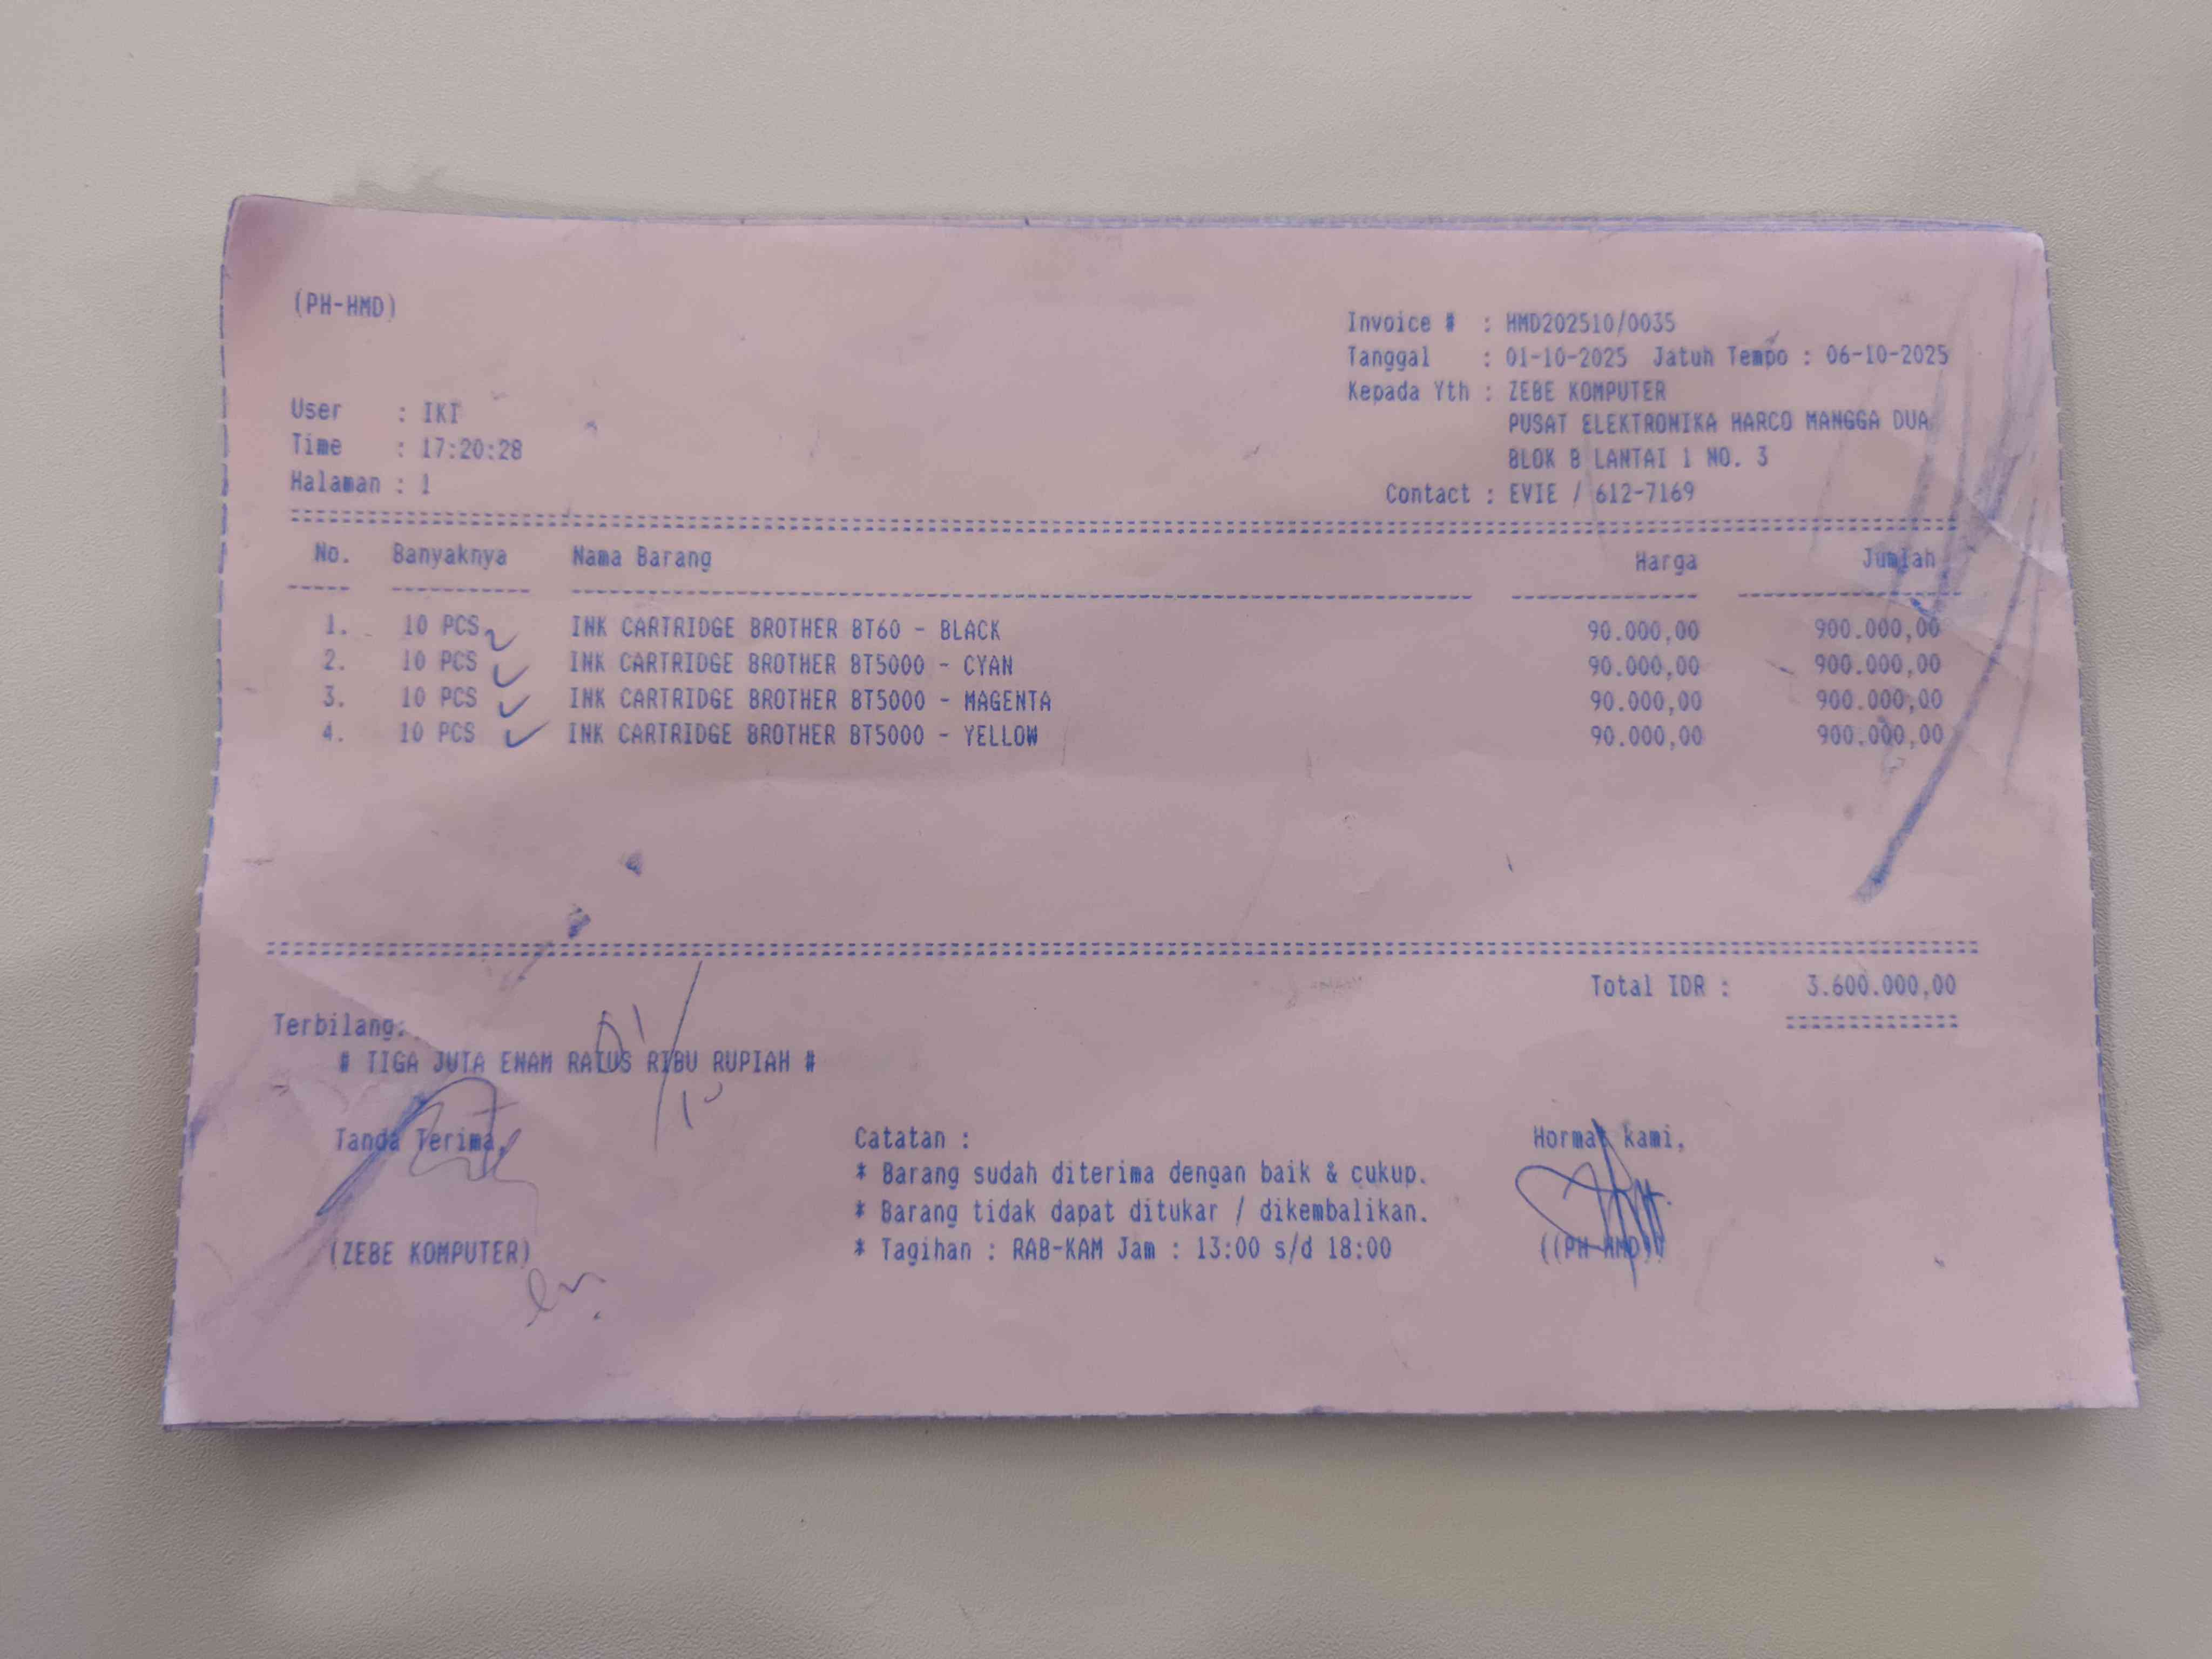 (PH-HMD)
Invoice # : HMD202510/0035
Tanggal : 01-10-2025 Jatuh Tempo : 06-10-2025
Kepada Yth : ZEBE KOMPUTER
PUSAT ELEKTRONIKA HARCO MANGGA DUA
BLOK B LANTAI 1 NO. 3
Contact : EVIE / 612-7169
User : IKI
Time : 17:20:28
Halaman : 1
No. Banyaknya Nama Barang Harga Jumlah
1. 10 PCS INK CARTRIDGE BROTHER BT60 - BLACK 90.000,00 900.000,00
2. 10 PCS INK CARTRIDGE BROTHER BT5000 - CYAN 90.000,00 900.000,00
3. 10 PCS INK CARTRIDGE BROTHER BT5000 - MAGENTA 90.000,00 900.000,00
4. 10 PCS INK CARTRIDGE BROTHER BT5000 - YELLOW 90.000,00 900.000,00
Total IDR : 3.600.000,00
Terbilang:
# TIGA JUTA ENAM RATUS RIBU RUPIAH #
01/10
Tanda Terima,
(ZEBE KOMPUTER)
Catatan :
* Barang sudah diterima dengan baik & cukup.
* Barang tidak dapat ditukar / dikembalikan.
* Tagihan : RAB-KAM Jam : 13:00 s/d 18:00
Hormat kami,
((PH-HMD))